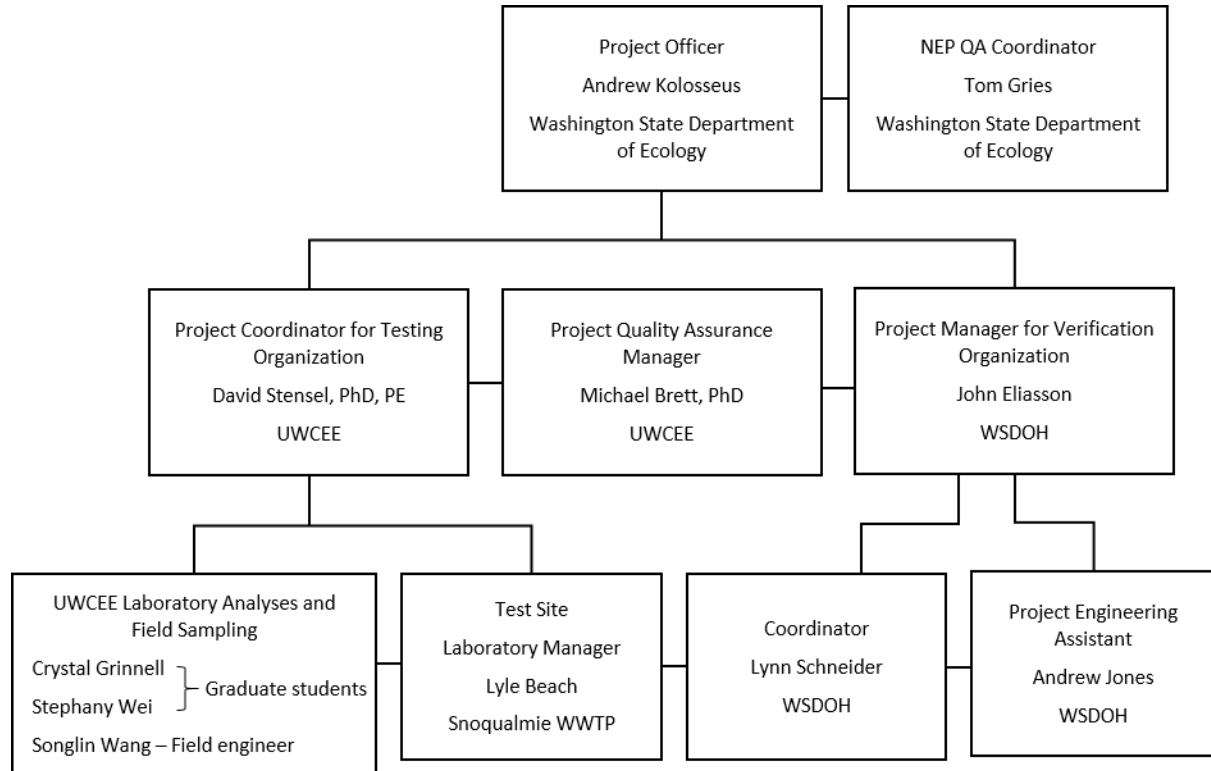 Project Officer
Andrew Kolosseus
Washington State Department
of Ecology
NEP QA Coordinator
Tom Gries
Washington State Department
of Ecology
Project Coordinator for Testing
Organization
David Stensel, PhD, PE
UWCEE
Project Quality Assurance
Manager
Michael Brett, PhD
UWCEE
Project Manager for Verification
Organization
John Eliasson
WSDOH
UWCEE Laboratory Analyses and
Field Sampling
Crystal Grinnell
Stephany Wei
Graduate students
Songlin Wang – Field engineer
Test Site
Laboratory Manager
Lyle Beach
Snoqualmie WWTP
Coordinator
Lynn Schneider
WSDOH
Project Engineering
Assistant
Andrew Jones
WSDOH